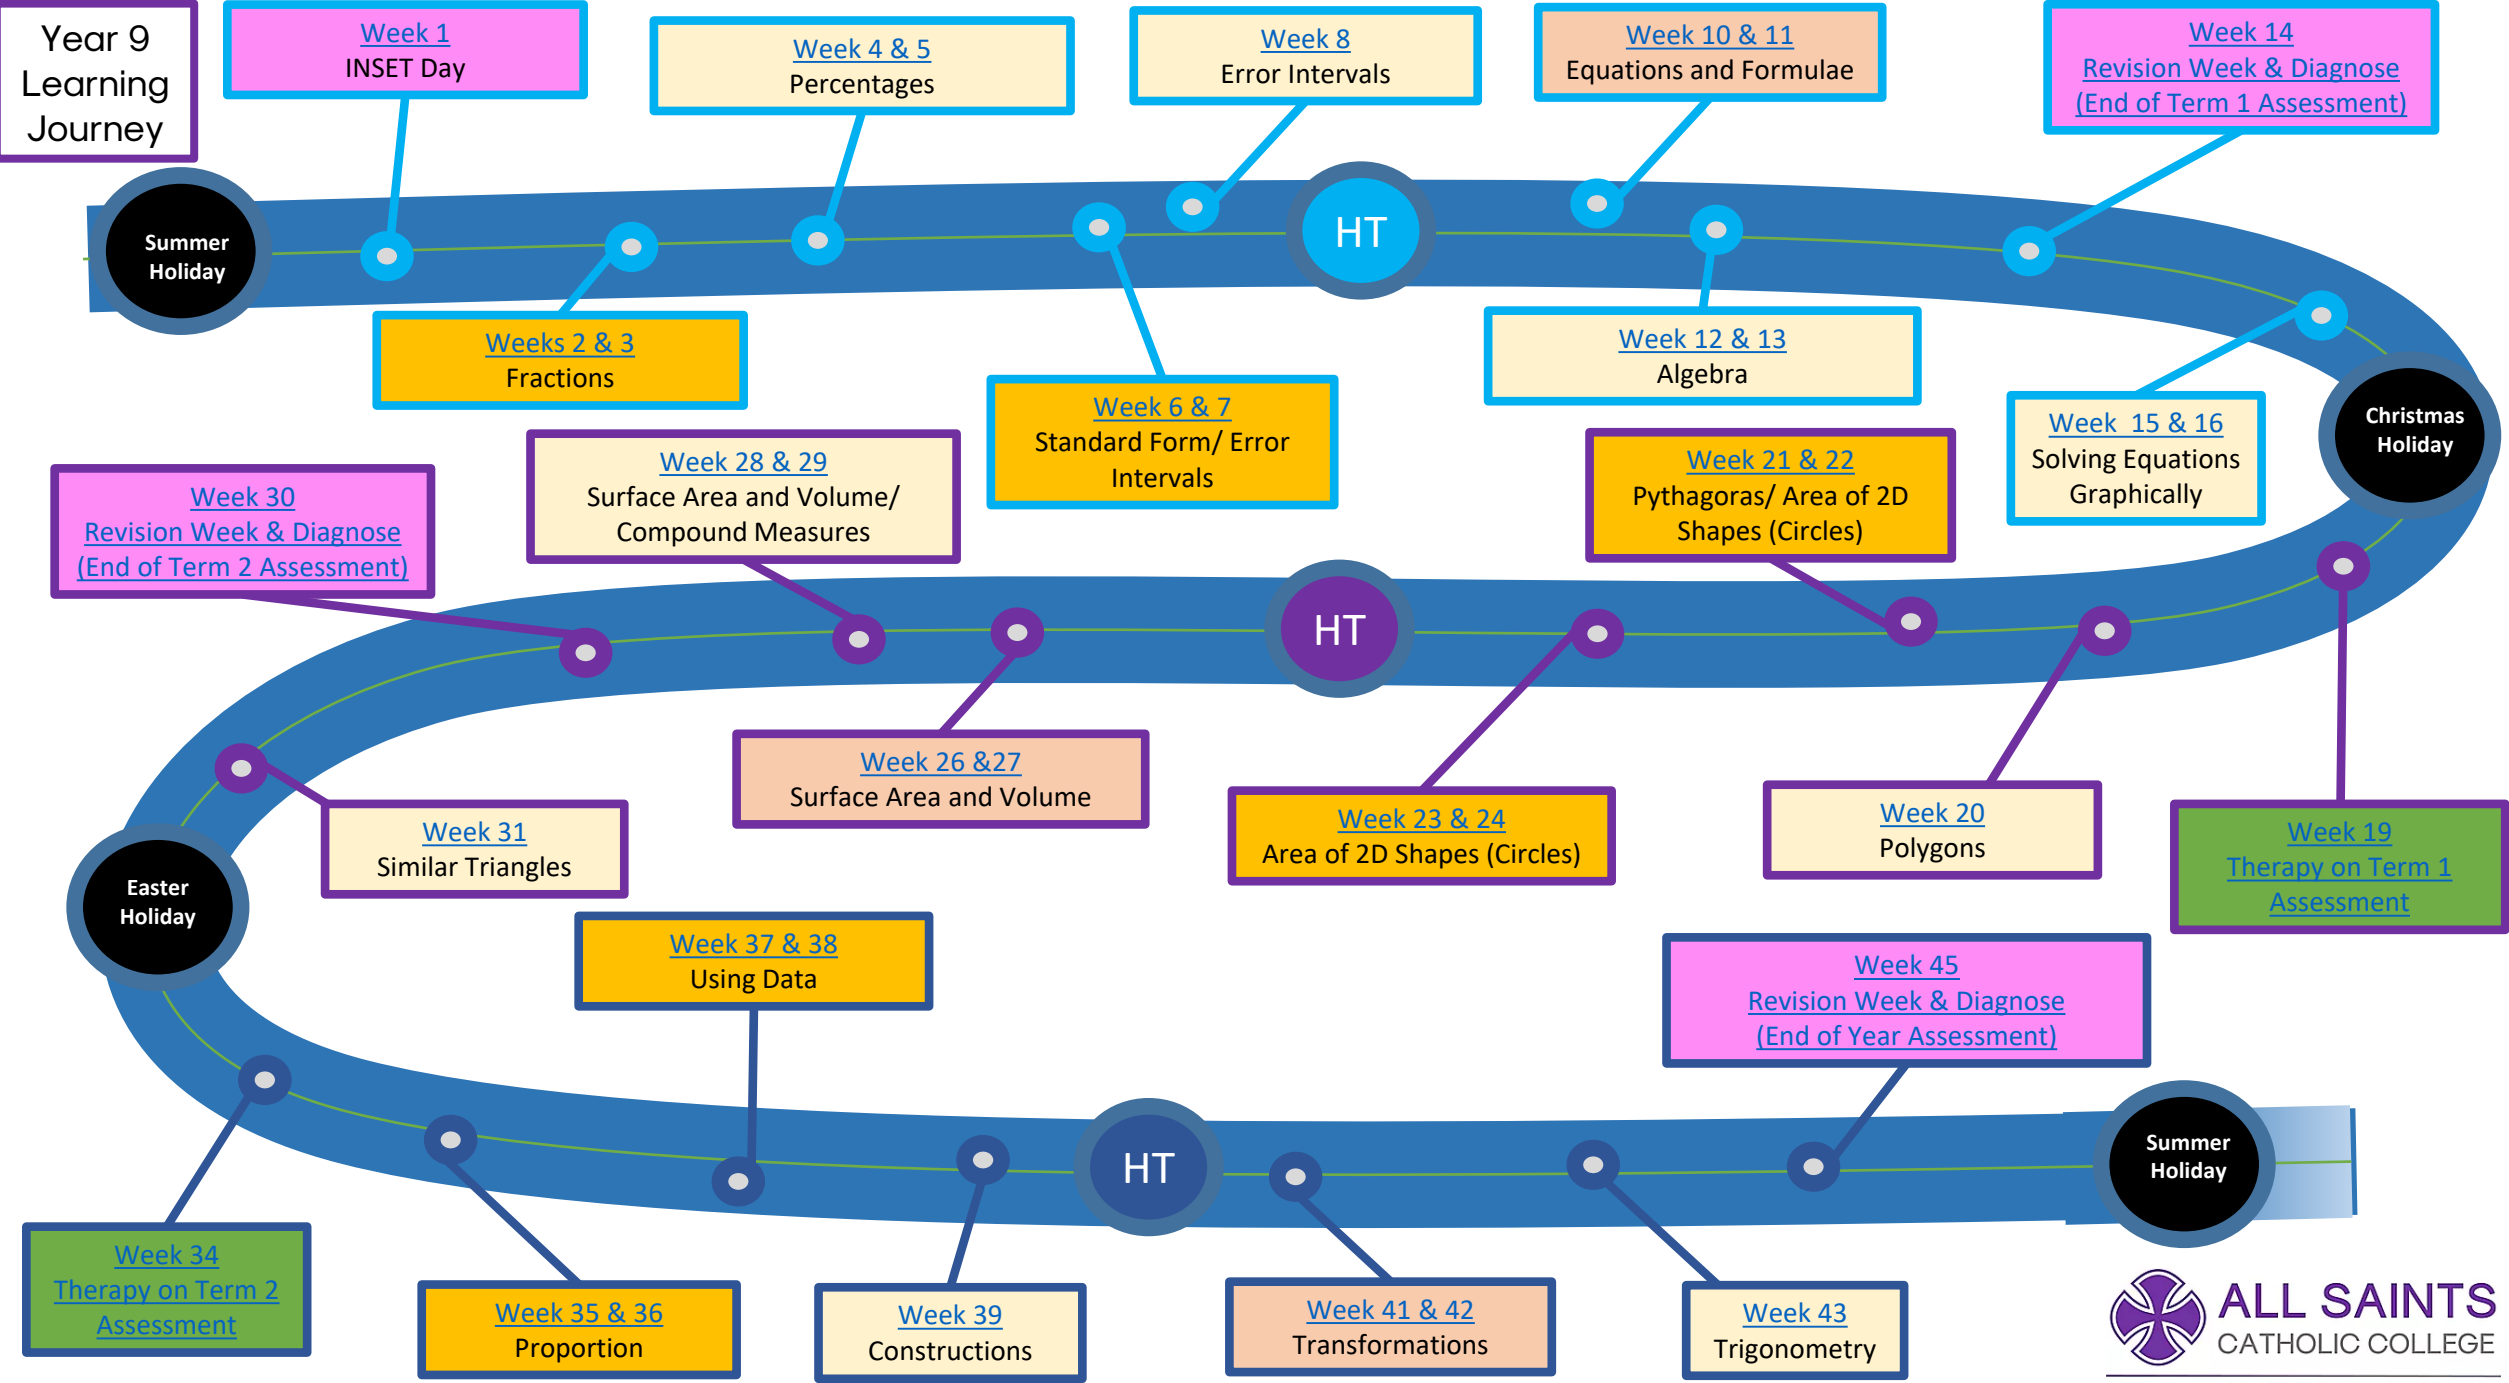 Year 9
Learning
Journey
Week 1
INSET Day
Week 4 & 5
Percentages
Week 8
Error Intervals
Week 10 & 11
Equations and Formulae
Week 14
Revision Week & Diagnose
(End of Term 1 Assessment)
Summer
Holiday
HT
Weeks 2 & 3
Fractions
Week 6 & 7
Standard Form/ Error
Intervals
Week 12 & 13
Algebra
Week  15 & 16
Solving Equations
Graphically
Christmas
Holiday
Week 30
Revision Week & Diagnose
(End of Term 2 Assessment)
Week 28 & 29
Surface Area and Volume/
Compound Measures
Week 21 & 22
Pythagoras/ Area of 2D
Shapes (Circles)
HT
Week 31
Similar Triangles
Week 26 &27
Surface Area and Volume
Week 23 & 24
Area of 2D Shapes (Circles)
Week 20
Polygons
Week 19
Therapy on Term 1
Assessment
Easter
Holiday
Week 37 & 38
Using Data
Week 45
Revision Week & Diagnose
(End of Year Assessment)
HT
Summer
Holiday
Week 34
Therapy on Term 2
Assessment
Week 35 & 36
Proportion
Week 39
Constructions
Week 41 & 42
Transformations
Week 43
Trigonometry
ALL SAINTS
CATHOLIC COLLEGE